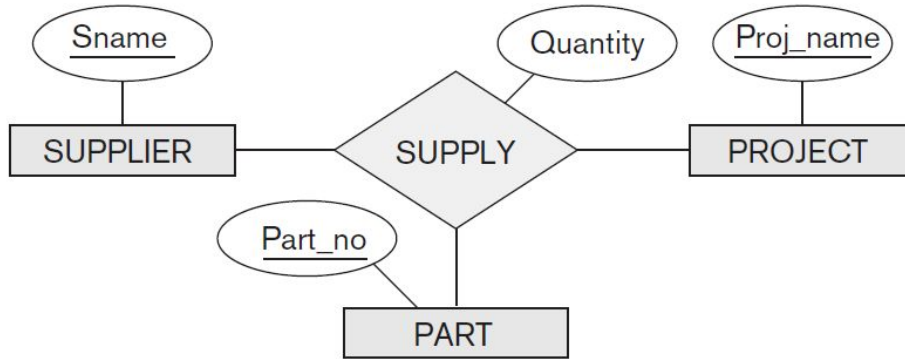 Sname
Quantity
Proj_name
SUPPLIER
SUPPLY
PROJECT
Part_no
PART